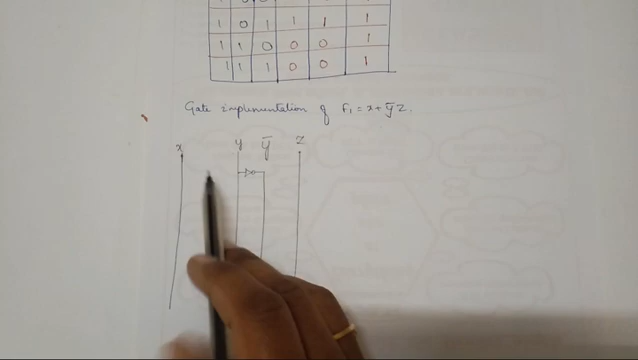 1 0 1 1 1 1
1 1 0 0 0 1
1 1 1 0 0 1
Gate implementation of F₁ = x + ȳ z.
x y ȳ z